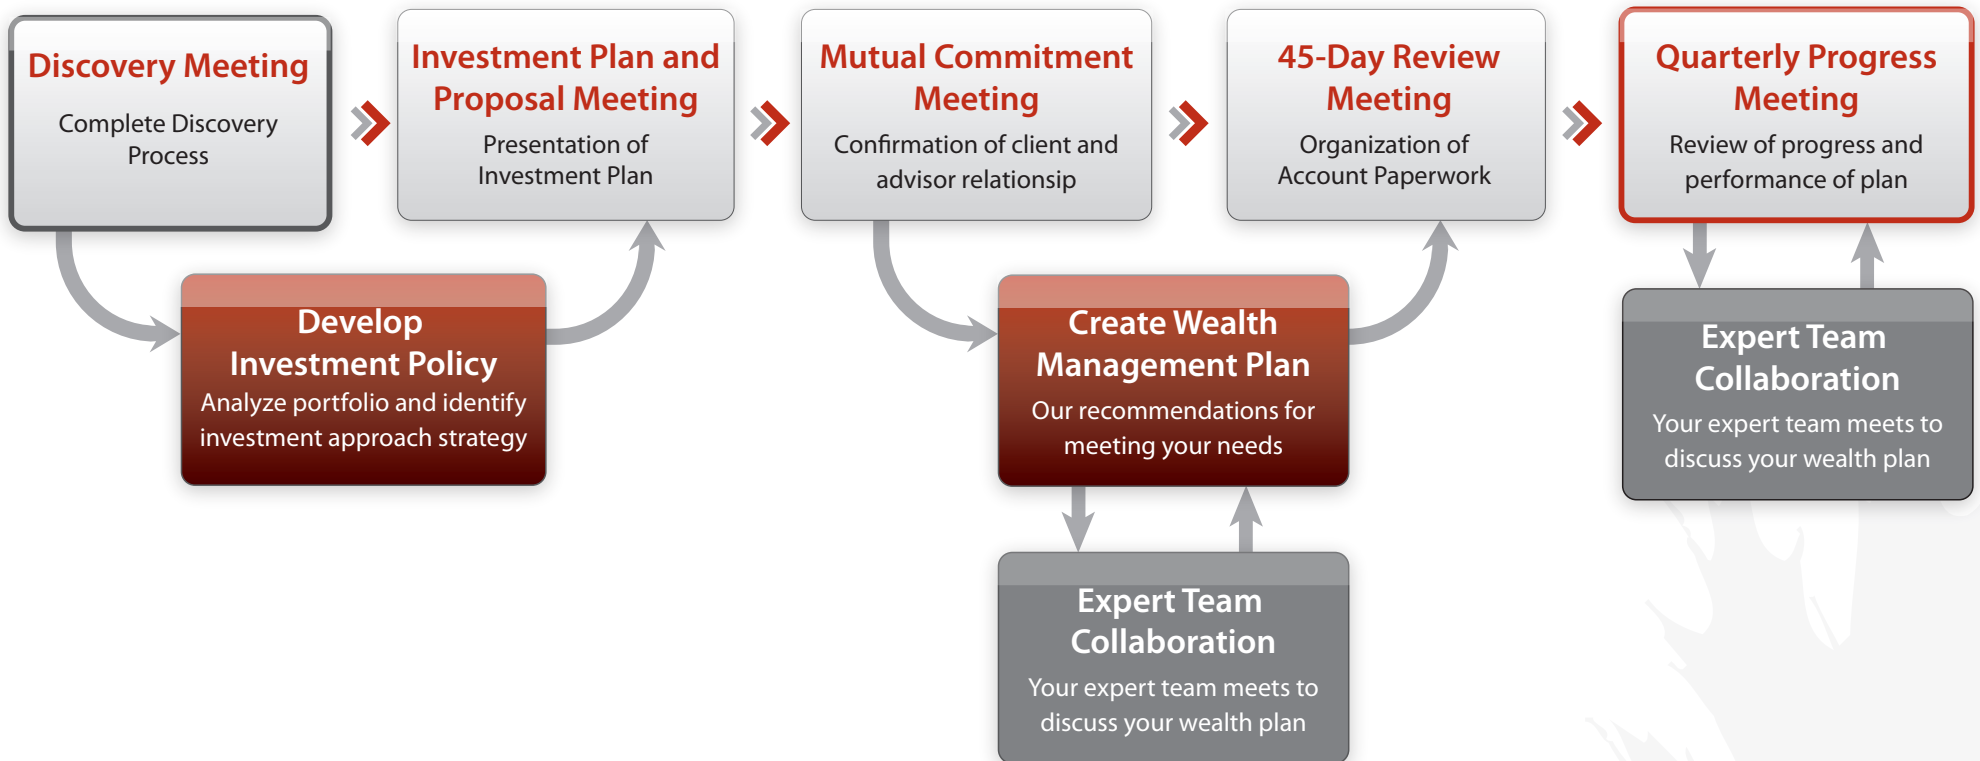 Discovery Meeting
Complete Discovery
Process
Investment Plan and
Proposal Meeting
Presentation of
Investment Plan
Mutual Commitment
Meeting
Confirmation of client and
advisor relationsip
45-Day Review
Meeting
Organization of
Account Paperwork
Quarterly Progress
Meeting
Review of progress and
performance of plan
Develop
Investment Policy
Analyze portfolio and identify
investment approach strategy
Create Wealth
Management Plan
Our recommendations for
meeting your needs
Expert Team
Collaboration
Your expert team meets to
discuss your wealth plan
Expert Team
Collaboration
Your expert team meets to
discuss your wealth plan